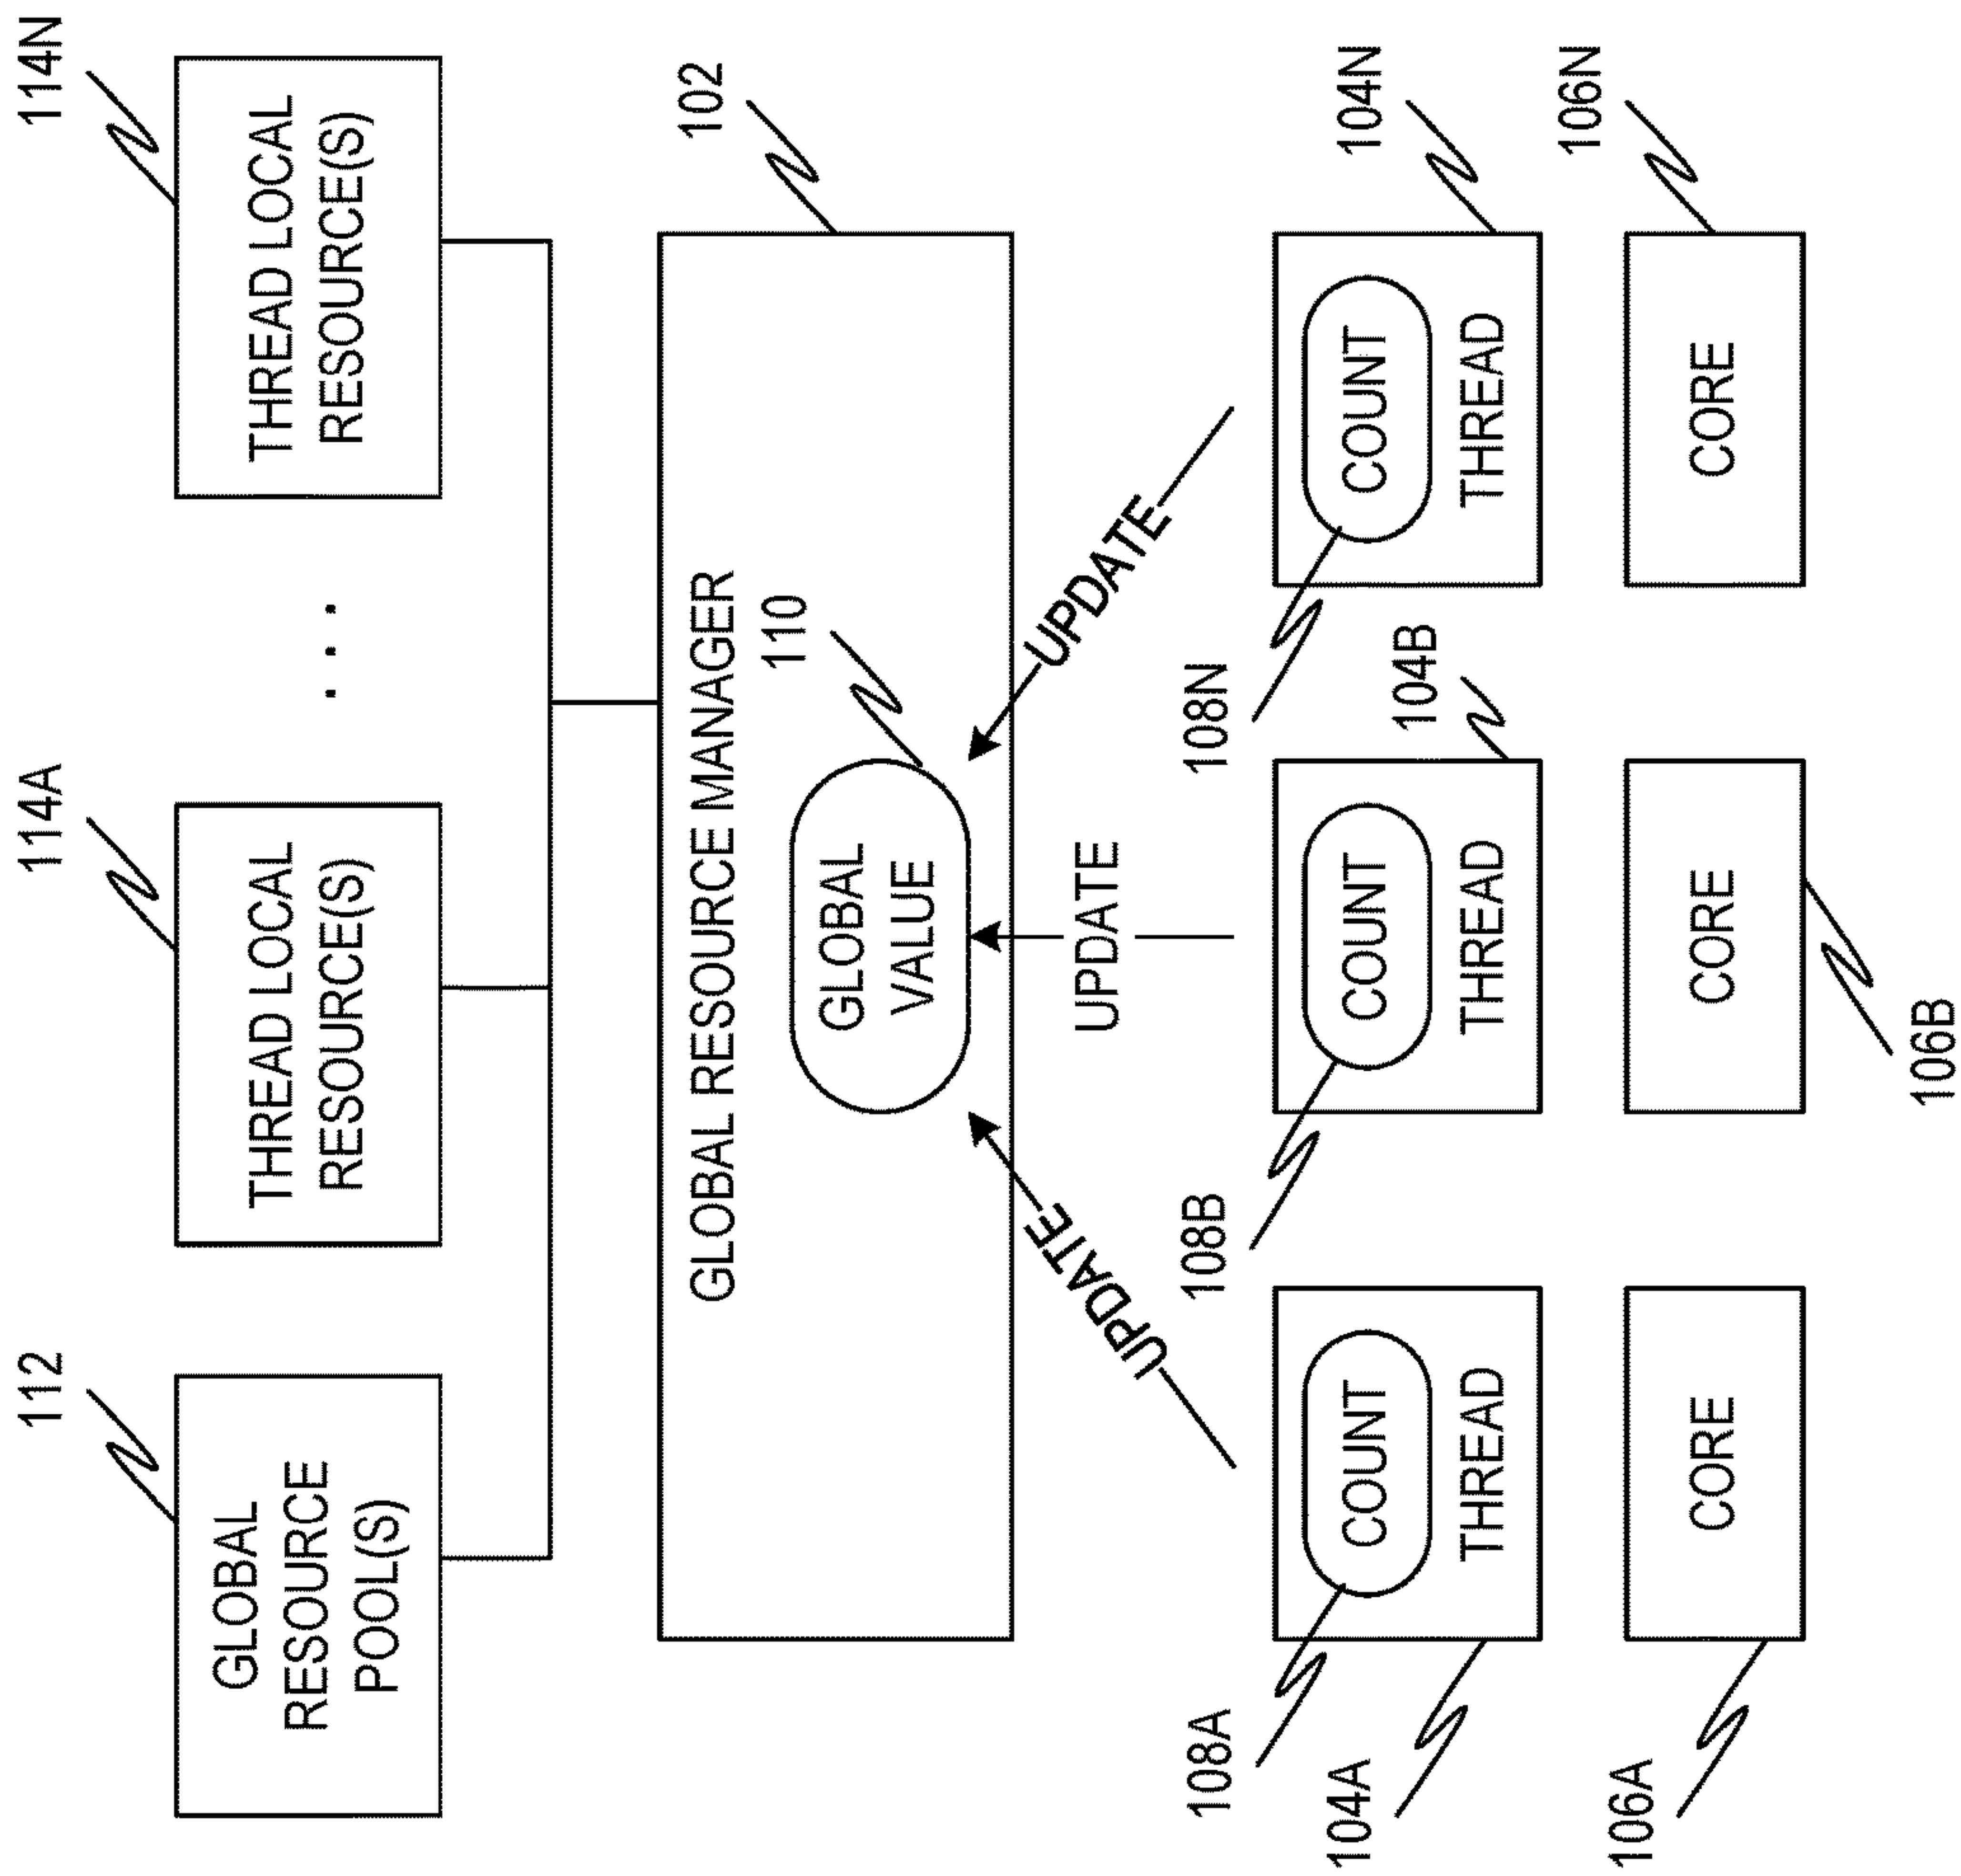 112
114A
114N
GLOBAL
RESOURCE
POOL(S)
THREAD LOCAL
RESOURCE(S)
. . .
THREAD LOCAL
RESOURCE(S)
102
GLOBAL RESOURCE MANAGER
110
GLOBAL
VALUE
UPDATE
UPDATE
UPDATE
108A
108B
108N
104A
COUNT
THREAD
COUNT
THREAD
104B
COUNT
THREAD
104N
106A
CORE
CORE
106B
CORE
106N